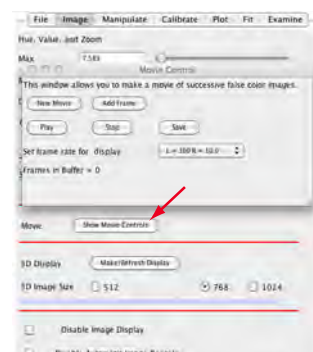 File Image Manipulate Calibrate Plot Fit Examine
Hue, Value, and Zoom
Max
Movie Control
This window allows you to make a movie of successive false color images.
New Movie Add Frame
Play Stop Save
Set frame rate for display
Frames in Buffer = 0
Movie Show Movie Controls
3D Display Make/Refresh Display
3D Image Size 512 768 1024
Disable Image Display